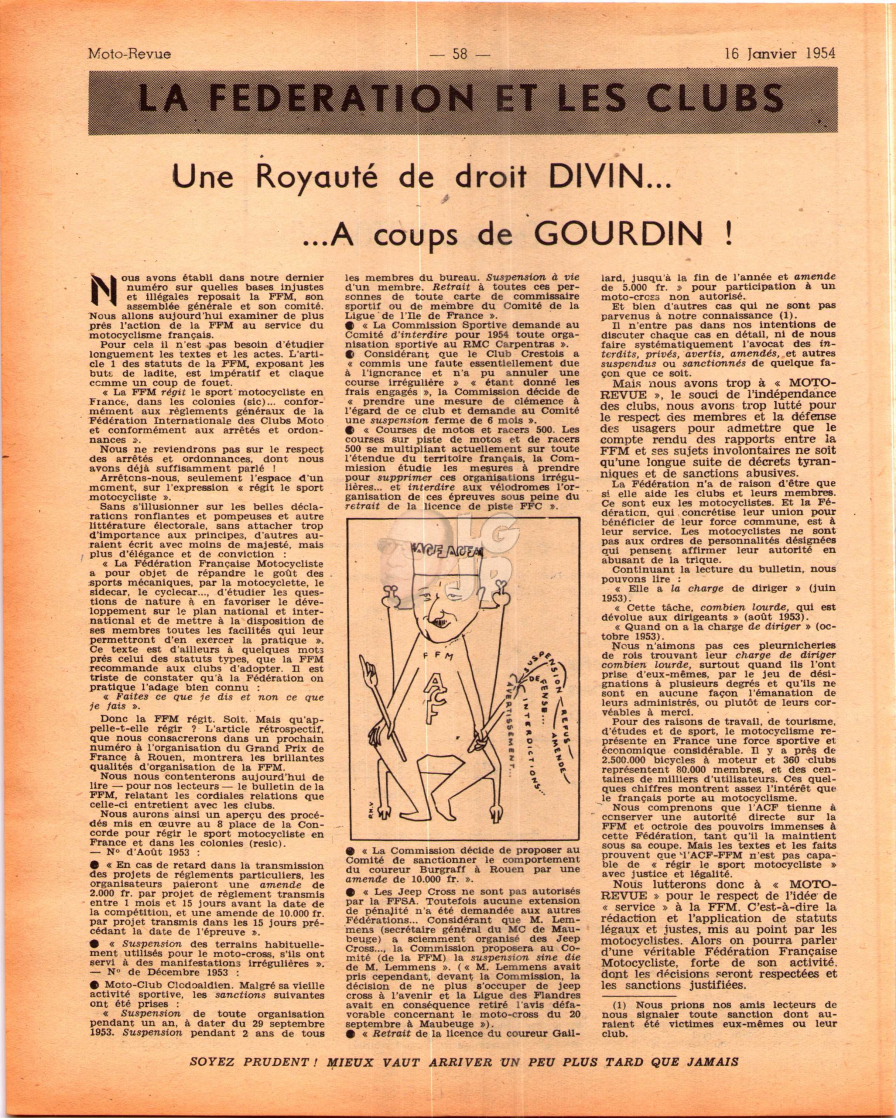 Moto-Revue
— 58 —
16 Janvier 1954
LA FEDERATION ET LES CLUBS
Une Royauté de droit DIVIN...
...A coups de GOURDIN !
Nous avons établi dans notre dernier
numéro sur quelles bases injustes
et illégales reposait la FFM, son
assemblée générale et son comité.
Nous allons aujourd'hui examiner de plus
près l'action de la FFM au service du
motocyclisme français.
Pour cela il n'est pas besoin d'étudier
longuement les textes et les actes. L'arti-
cle 1 des statuts de la FFM, exposant les
buts de ladite, est impératif et claque
comme un coup de fouet.
« La FFM régit le sport motocycliste en
France, dans les colonies (sic)... confor-
mément aux règlements généraux de la
Fédération Internationale des Clubs Moto
et conformément aux arrêtés et ordon-
nances ».
Nous ne reviendrons pas sur le respect
des arrêtés et ordonnances, dont nous
avons déjà suffisamment parlé !
Arrêtons-nous, seulement l'espace d'un
moment, sur l'expression « régit le sport
motocycliste ».
Sans s'illusionner sur les belles décla-
rations ronflantes et pompeuses et autre
littérature électorale, sans attacher trop
d'importance aux principes, d'autres au-
raient écrit avec moins de majesté, mais
plus d'élégance et de conviction :
« La Fédération Française Motocycliste
a pour objet de répandre le goût des
sports mécaniques, par la motocyclette, le
sidecar, le cyclecar..., d'étudier les ques-
tions de nature à en favoriser le déve-
loppement sur le plan national et inter-
national et de mettre à la disposition de
ses membres toutes les facilités qui leur
permettront d'en exercer la pratique ».
Ce texte est d'ailleurs à quelques mots
près celui des statuts types, que la FFM
recommande aux clubs d'adopter. Il est
triste de constater qu'à la Fédération on
pratique l'adage bien connu :
« Faites ce que je dis et non ce que
je fais ».
Donc la FFM régit. Soit. Mais qu'ap-
pelle-t-elle régir ? L'article rétrospectif,
que nous consacrerons dans un prochain
numéro à l'organisation du Grand Prix de
France à Rouen, montrera les brillantes
qualités d'organisation de la FFM.
Nous nous contenterons aujourd'hui de
lire — pour nos lecteurs — le bulletin de la
FFM, relatant les cordiales relations que
celle-ci entretient avec les clubs.
Nous aurons ainsi un aperçu des procé-
dés mis en œuvre au 8 place de la Con-
corde pour régir le sport motocycliste en
France et dans les colonies (resic).
— N° d'Août 1953 :
● « En cas de retard dans la transmission
des projets de réglements particuliers, les
organisateurs paieront une amende de
2.000 fr. par projet de règlement transmis
entre 1 mois et 15 jours avant la date de
la compétition, et une amende de 10.000 fr.
par projet transmis dans les 15 jours pré-
cédant la date de l'épreuve ».
● « Suspension des terrains habituelle-
ment utilisés pour le moto-cross, s'ils ont
servi à des manifestations irrégulières ».
— N° de Décembre 1953 :
● Moto-Club Clodoaldien. Malgré sa vieille
activité sportive, les sanctions suivantes
ont été prises :
« Suspension de toute organisation
pendant un an, à dater du 29 septembre
1953. Suspension pendant 2 ans de tous
les membres du bureau. Suspension à vie
d'un membre. Retrait à toutes ces per-
sonnes de toute carte de commissaire
sportif ou de membre du Comité de la
Ligue de l'Ile de France ».
● « La Commission Sportive demande au
Comité d'interdire pour 1954 toute orga-
nisation sportive au RMC Carpentras ».
● Considérant que le Club Crestois a
« commis une faute essentiellement due
à l'ignorance et n'a pu annuler une
course irrégulière » « étant donné les
frais engagés », la Commission décide de
« prendre une mesure de clémence à
l'égard de ce club et demande au Comité
une suspension ferme de 6 mois ».
● « Courses de motos et racers 500. Les
courses sur piste de motos et de racers
500 se multipliant actuellement sur toute
l'étendue du territoire français, la Com-
mission étudie les mesures à prendre
pour supprimer ces organisations irrégu-
lières... et interdire aux vélodromes l'or-
ganisation de ces épreuves sous peine du
retrait de la licence de piste FFC ».
LG
JB
FFM
ACF
SUSPENSION - REFUS -
AMENDE -
DEFENSE...
INTERDICTIONS...
AVERTISSEMENT...
● « La Commission décide de proposer au
Comité de sanctionner le comportement
du coureur Burgraff à Rouen par une
amende de 10.000 fr. ».
● « Les Jeep Cross ne sont pas autorisés
par la FFSA. Toutefois aucune extension
de pénalité n'a été demandée aux autres
Fédérations... Considérant que M. Lem-
mens (secrétaire général du MC de Mau-
beuge) a sciemment organisé des Jeep
Cross..., la Commission proposera au Co-
mité (de la FFM) la suspension sine die
de M. Lemmens ». (« M. Lemmens avait
pris cependant, devant la Commission, la
décision de ne plus s'occuper de jeep
cross à l'avenir et la Ligue des Flandres
avait en conséquence retiré l'avis défa-
vorable concernant le moto-cross du 20
septembre à Maubeuge »).
● « Retrait de la licence du coureur Gail-
lard, jusqu'à la fin de l'année et amende
de 5.000 fr. » pour participation à un
moto-cross non autorisé.
Et bien d'autres cas qui ne sont pas
parvenus à notre connaissance (1).
Il n'entre pas dans nos intentions de
discuter chaque cas en détail, ni de nous
faire systématiquement l'avocat des in-
terdits, privés, avertis, amendés, et autres
suspendus ou sanctionnés de quelque fa-
çon que ce soit.
Mais nous avons trop à « MOTO-
REVUE », le souci de l'indépendance
des clubs, nous avons trop lutté pour
le respect des membres et la défense
des usagers pour admettre que le
compte rendu des rapports entre la
FFM et ses sujets involontaires ne soit
qu'une longue suite de décrets tyran-
niques et de sanctions abusives.
La Fédération n'a de raison d'être que
si elle aide les clubs et leurs membres.
Ce sont eux les motocyclistes. Et la Fé-
dération, qui concrétise leur union pour
bénéficier de leur force commune, est à
leur service. Les motocyclistes ne sont
pas aux ordres de personnalités désignées
qui pensent affirmer leur autorité en
abusant de la trique.
Continuant la lecture du bulletin, nous
pouvons lire :
« Elle a la charge de diriger » (juin
1953).
« Cette tâche, combien lourde, qui est
dévolue aux dirigeants » (août 1953).
« Quand on a la charge de diriger » (oc-
tobre 1953).
Nous n'aimons pas ces pleurnicheries
de rois trouvant leur charge de diriger
combien lourde, surtout quand ils l'ont
prise d'eux-mêmes, par le jeu de dési-
gnations à plusieurs degrés et qu'ils ne
sont en aucune façon l'émanation de
leurs administrés, ou plutôt de leurs cor-
véables à merci.
Pour des raisons de travail, de tourisme,
d'études et de sport, le motocyclisme re-
présente en France une force sportive et
économique considérable. Il y a près de
2.500.000 bicycles à moteur et 360 clubs
représentent 80.000 membres, et des cen-
taines de milliers d'utilisateurs. Ces quel-
ques chiffres montrent assez l'intérêt que
le français porte au motocyclisme.
Nous comprenons que l'ACF tienne à
conserver une autorité directe sur la
FFM et octroie des pouvoirs immenses à
cette Fédération, tant qu'il la maintient
sous sa coupe. Mais les textes et les faits
prouvent que l'ACF-FFM n'est pas capa-
ble de « régir le sport motocycliste »
avec justice et légalité.
Nous lutterons donc à « MOTO-
REVUE » pour le respect de l'idée de
« service » à la FFM. C'est-à-dire la
rédaction et l'application de statuts
légaux et justes, mis au point par les
motocyclistes. Alors on pourra parler
d'une véritable Fédération Française
Motocycliste, forte de son activité,
dont les décisions seront respectées et
les sanctions justifiées.
(1) Nous prions nos amis lecteurs de
nous signaler toute sanction dont au-
raient été victimes eux-mêmes ou leur
club.
SOYEZ PRUDENT ! MIEUX VAUT ARRIVER UN PEU PLUS TARD QUE JAMAIS